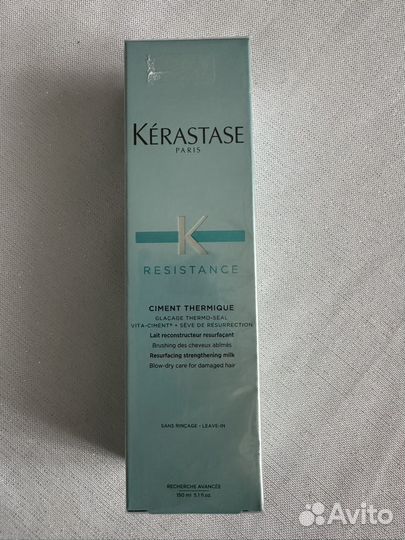 KÉRASTASE
PARIS
K
RESISTANCE
CIMENT THERMIQUE
GLAÇAGE THERMO-SEAL
VITA-CIMENT® + SÈVE DE RESURRECTION
Lait reconstructeur resurfaçant
Brushing des cheveux abîmés
Resurfacing strengthening milk
Blow-dry care for damaged hair
SANS RINÇAGE - LEAVE-IN
RECHERCHE AVANCÉE
150 ml 5.1 fl.oz.
Avito